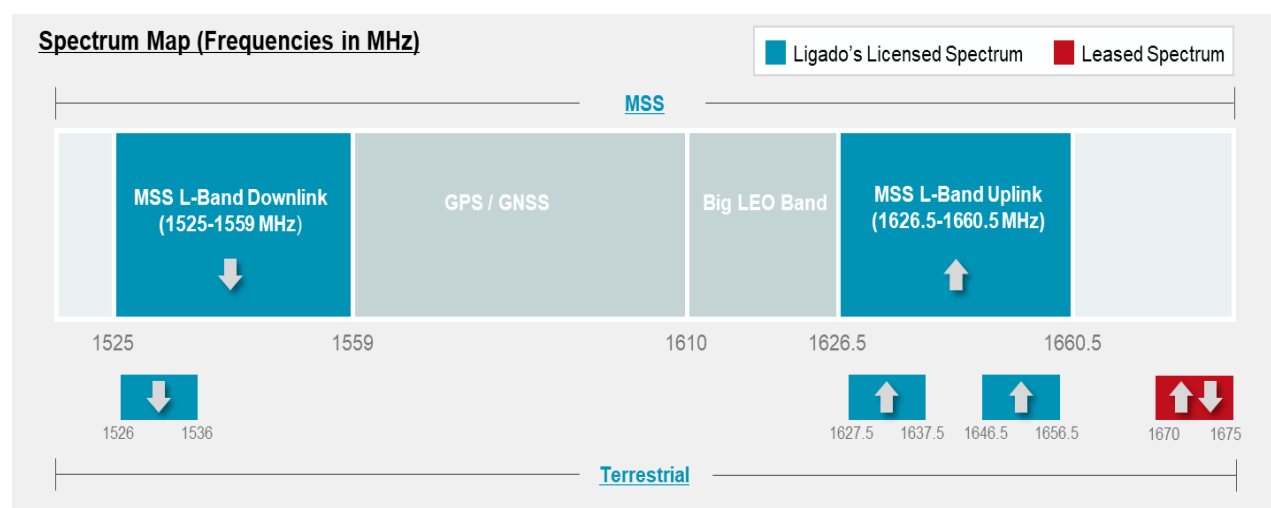 Spectrum Map (Frequencies in MHz)
Ligado's Licensed Spectrum
Leased Spectrum
MSS
MSS L-Band Downlink
(1525-1559 MHz)
GPS / GNSS
Big LEO Band
MSS L-Band Uplink
(1626.5-1660.5 MHz)
1525
1559
1610
1626.5
1660.5
1526
1536
1627.5
1637.5
1646.5
1656.5
1670
1675
Terrestrial